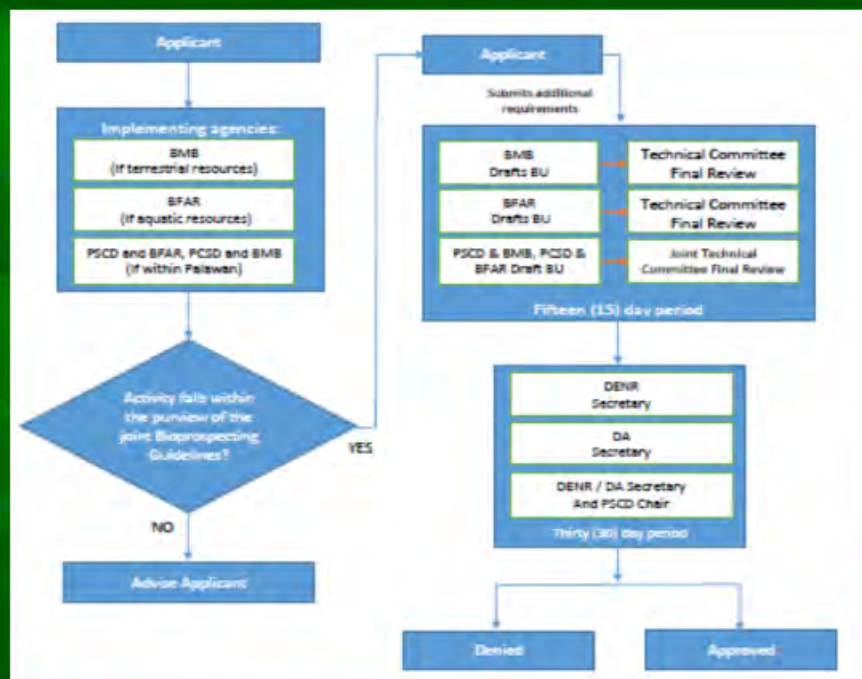 Applicant
Implementing agencies:
BMB
(If terrestrial resources)
BFAR
(If aquatic resources)
PSCD and BFAR, PCSD and BMB
(If within Palawan)
Activity falls within
the purview of the
joint Bioprospecting
Guidelines?
YES
NO
Advise Applicant
Applicant
Submits additional
requirements
BMB
Drafts BU
Technical Committee
Final Review
BFAR
Drafts BU
Technical Committee
Final Review
PSCD & BMB, PCSD &
BFAR Draft BU
Joint Technical
Committee Final Review
Fifteen (15) day period
DENR
Secretary
DA
Secretary
DENR / DA Secretary
And PSCD Chair
Thirty (30) day period
Denied
Approved